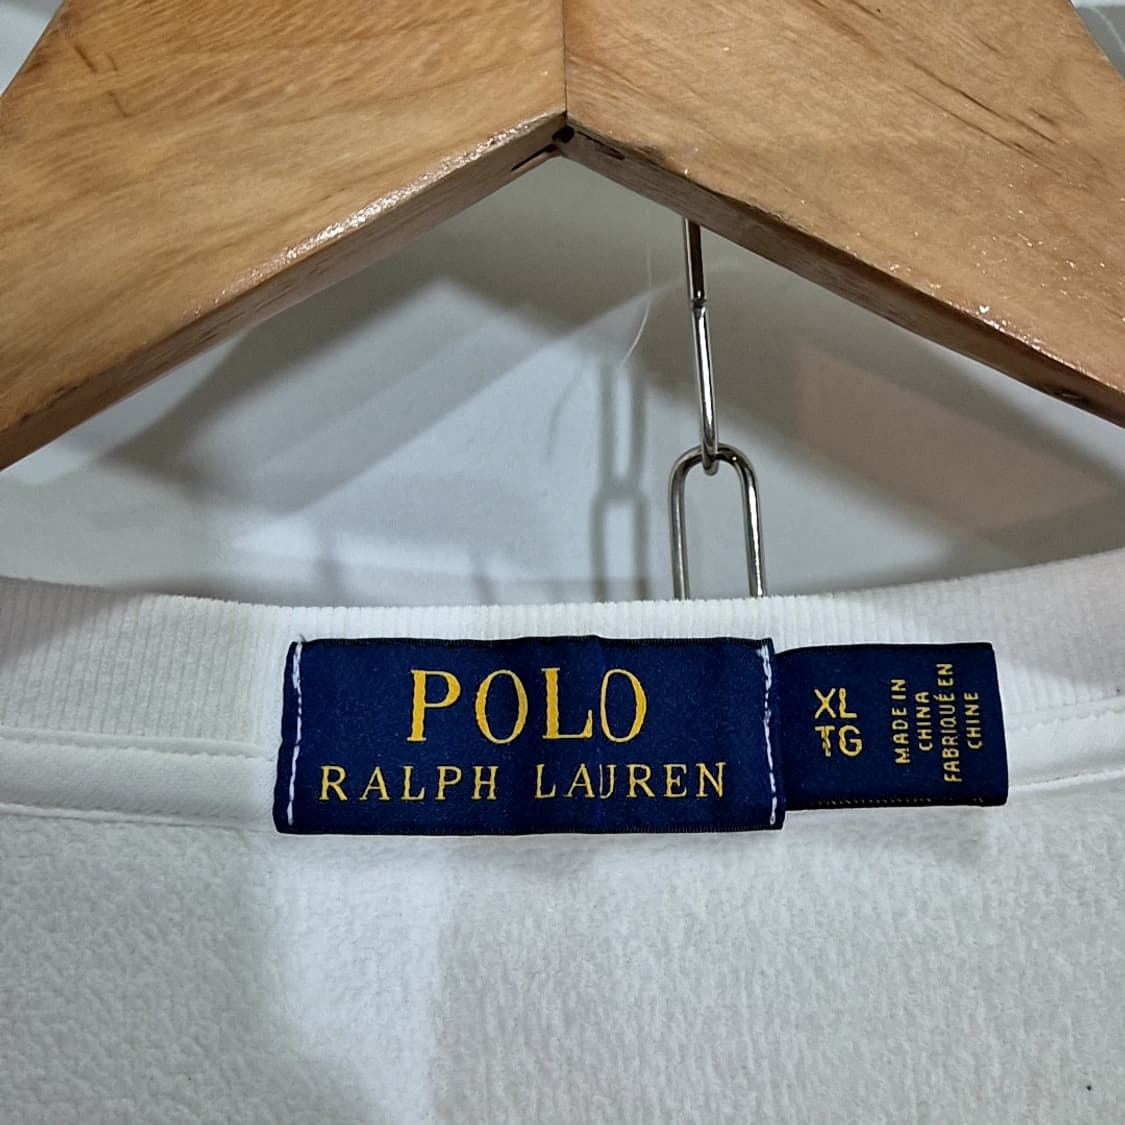 POLO
RALPH LAUREN
XL
TG
MADE IN
CHINA
FABRIQUÉ EN
CHINE